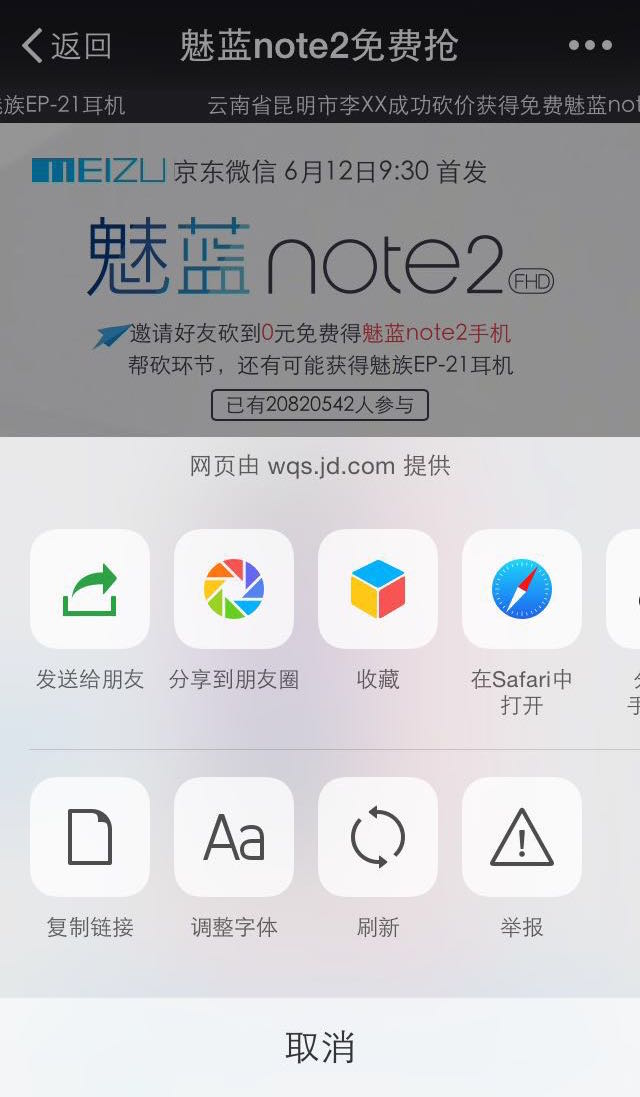 返回
魅蓝note2免费抢
族EP-21耳机
云南省昆明市李XX成功砍价获得免费魅蓝not
MEIZU 京东微信 6月12日9:30 首发
魅蓝note2 FHD
邀请好友砍到0元免费得魅蓝note2手机
帮砍环节，还有可能获得魅族EP-21耳机
已有20820542人参与
网页由 wqs.jd.com 提供
发送给朋友
分享到朋友圈
收藏
在Safari中
打开
复制链接
Aa
调整字体
刷新
举报
取消